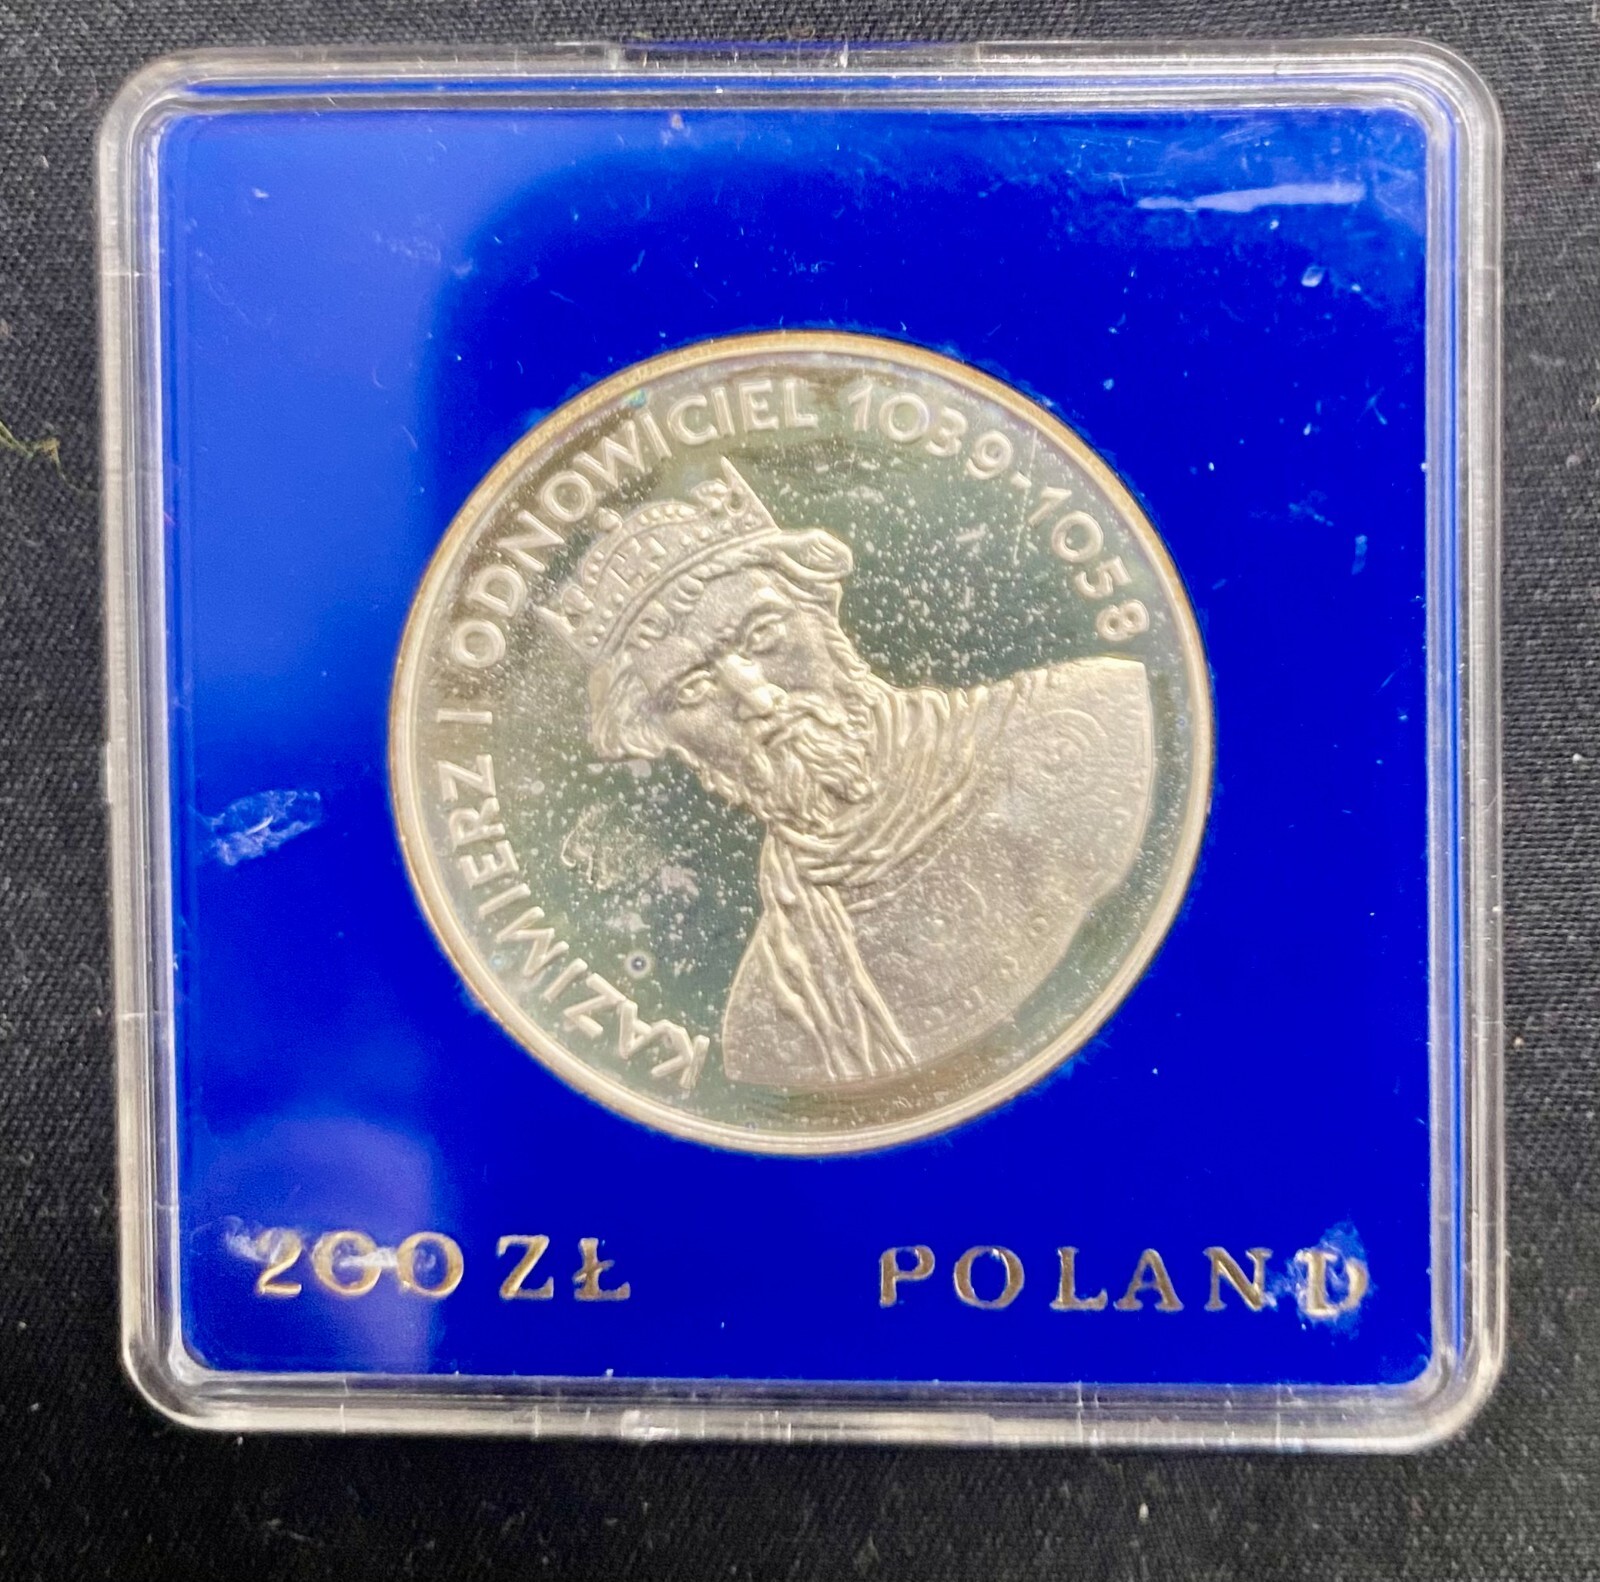 KAZIMIERZ I ODNOWICIEL 1039-1058
200 ZŁ POLAND